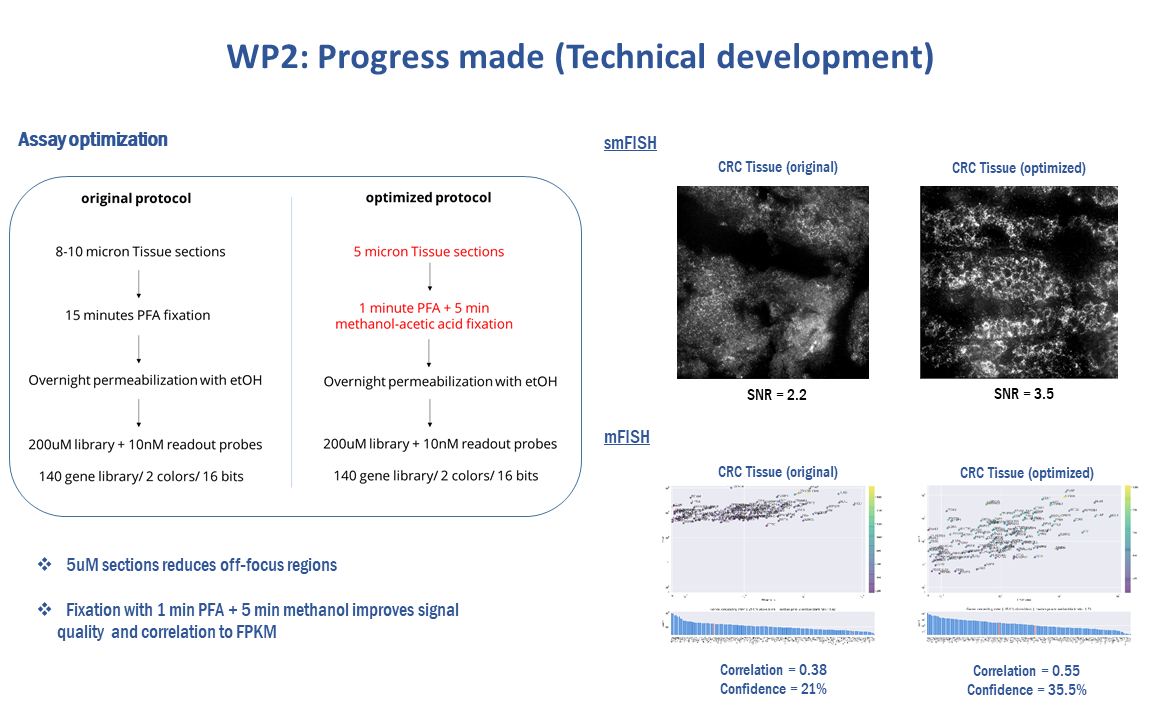 WP2: Progress made (Technical development)
Assay optimization
original protocol
8-10 micron Tissue sections
15 minutes PFA fixation
Overnight permeabilization with etOH
200uM library + 10nM readout probes
140 gene library/ 2 colors/ 16 bits
optimized protocol
5 micron Tissue sections
1 minute PFA + 5 min
methanol-acetic acid fixation
Overnight permeabilization with etOH
200uM library + 10nM readout probes
140 gene library/ 2 colors/ 16 bits
❖ 5uM sections reduces off-focus regions
❖ Fixation with 1 min PFA + 5 min methanol improves signal
quality and correlation to FPKM
smFISH
CRC Tissue (original)
CRC Tissue (optimized)
SNR = 2.2
SNR = 3.5
mFISH
CRC Tissue (original)
CRC Tissue (optimized)
Correlation = 0.38
Confidence = 21%
Correlation = 0.55
Confidence = 35.5%